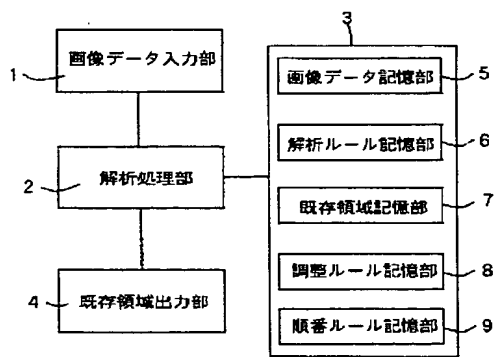 3
1
画像データ入力部
画像データ記憶部
5
解析ルール記憶部
6
2
解析処理部
既存領域記憶部
7
4
既存領域出力部
調整ルール記憶部
8
順番ルール記憶部
9